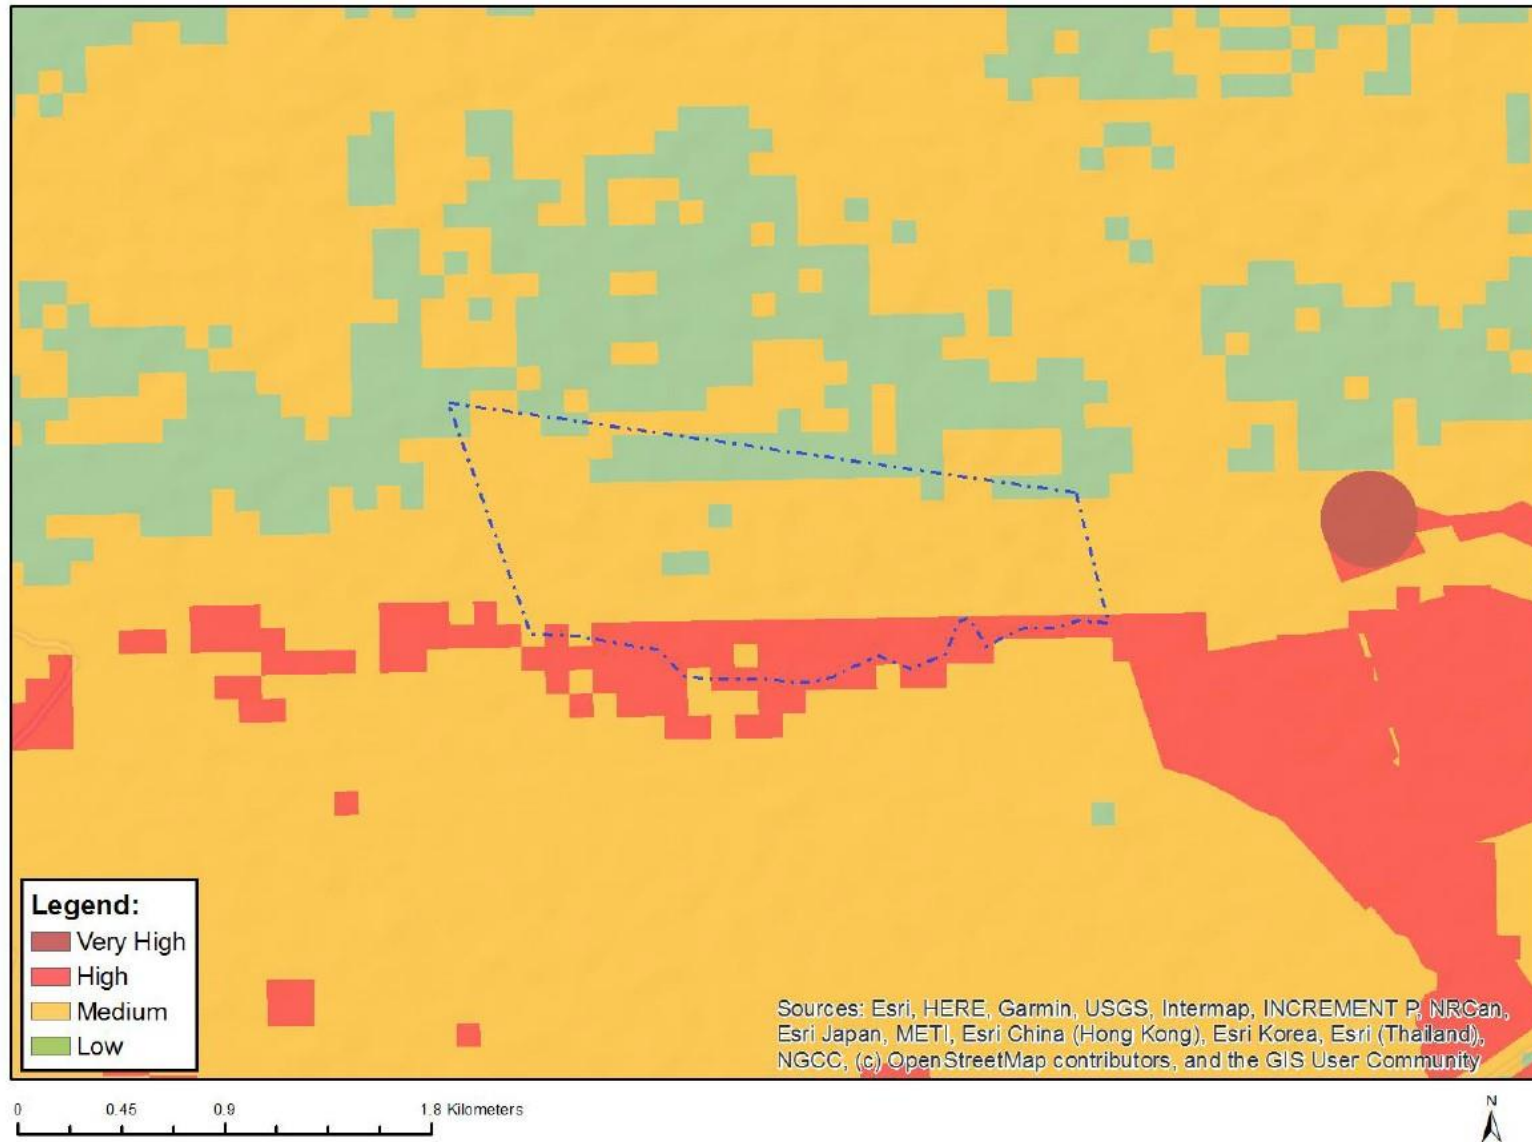 Legend:
Very High
High
Medium
Low
Sources: Esri, HERE, Garmin, USGS, Intermap, INCREMENT P, NRCan,
Esri Japan, METI, Esri China (Hong Kong), Esri Korea, Esri (Thailand),
NGCC, (c) OpenStreetMap contributors, and the GIS User Community
0 0.45 0.9 1.8 Kilometers
N